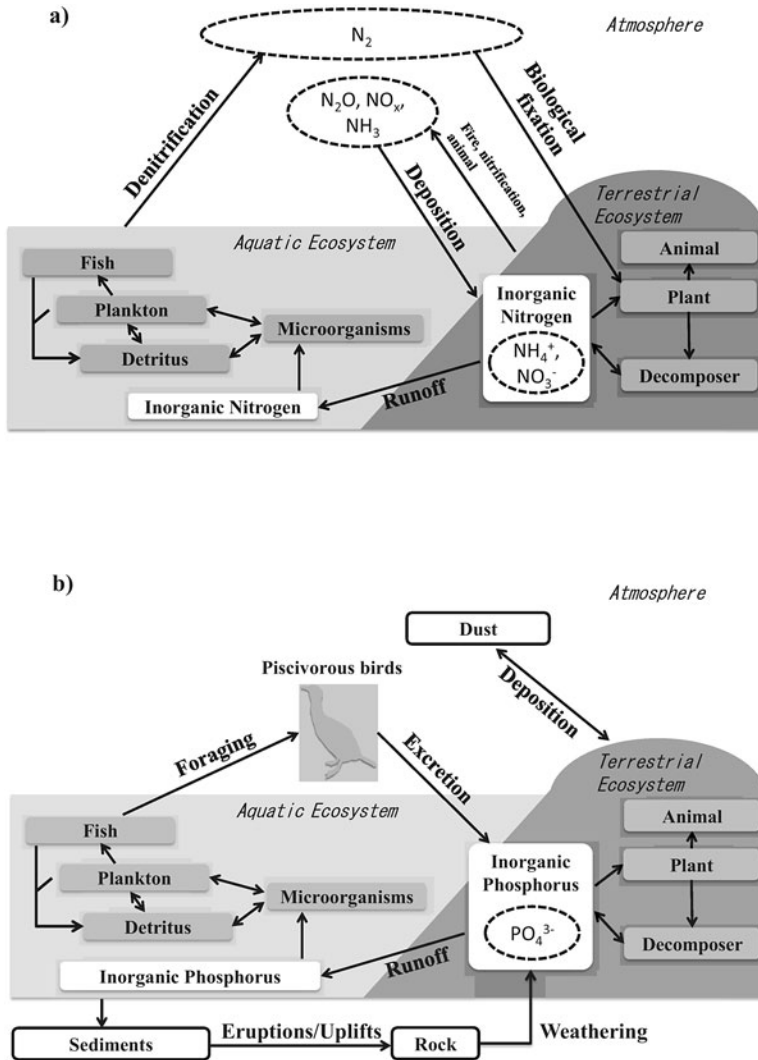 a)
Atmosphere
N₂
N₂O, NOₓ,
NH₃
Denitrification
Biological
fixation
Fire, nitrification,
animal
Deposition
Terrestrial
Ecosystem
Aquatic Ecosystem
Animal
Fish
Inorganic
Nitrogen
Plant
Plankton
Microorganisms
Detritus
NH₄⁺,
NO₃⁻
Decomposer
Inorganic Nitrogen
Runoff
b)
Atmosphere
Dust
Deposition
Piscivorous birds
Foraging
Excretion
Terrestrial
Ecosystem
Aquatic Ecosystem
Animal
Fish
Inorganic
Phosphorus
Plant
Plankton
Microorganisms
Detritus
PO₄³⁻
Decomposer
Inorganic Phosphorus
Runoff
Sediments
Eruptions/Uplifts
Rock
Weathering